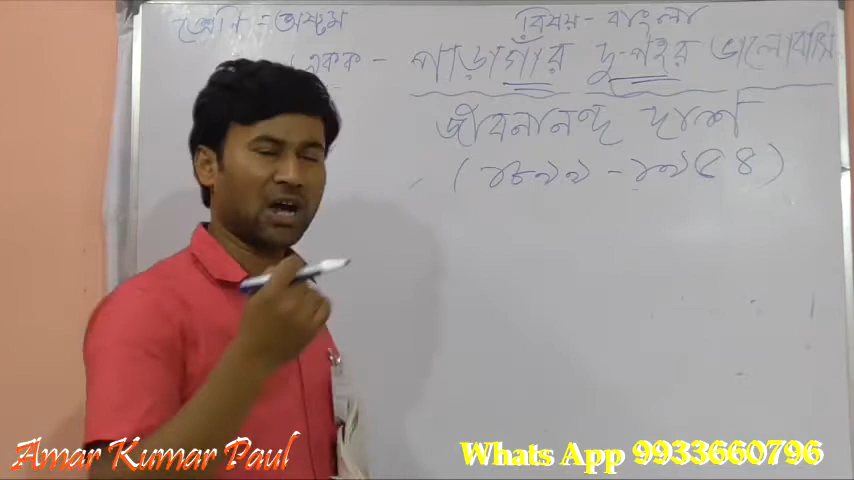 শ্রেণি - অষ্টম বিষয় - বাংলা
একক - পাড়াগাঁর দু-পহর ভালোবাসি
জীবনানন্দ দাশ
(১৮৯৯ - ১৯৫৪)
Amar Kumar Paul Whats App 9933660796